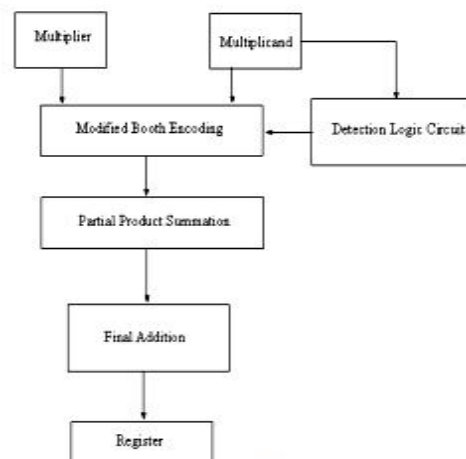 Multiplier
Multiplicand
Modified Booth Encoding
Detection Logic Circuit
Partial Product Summation
Final Addition
Register